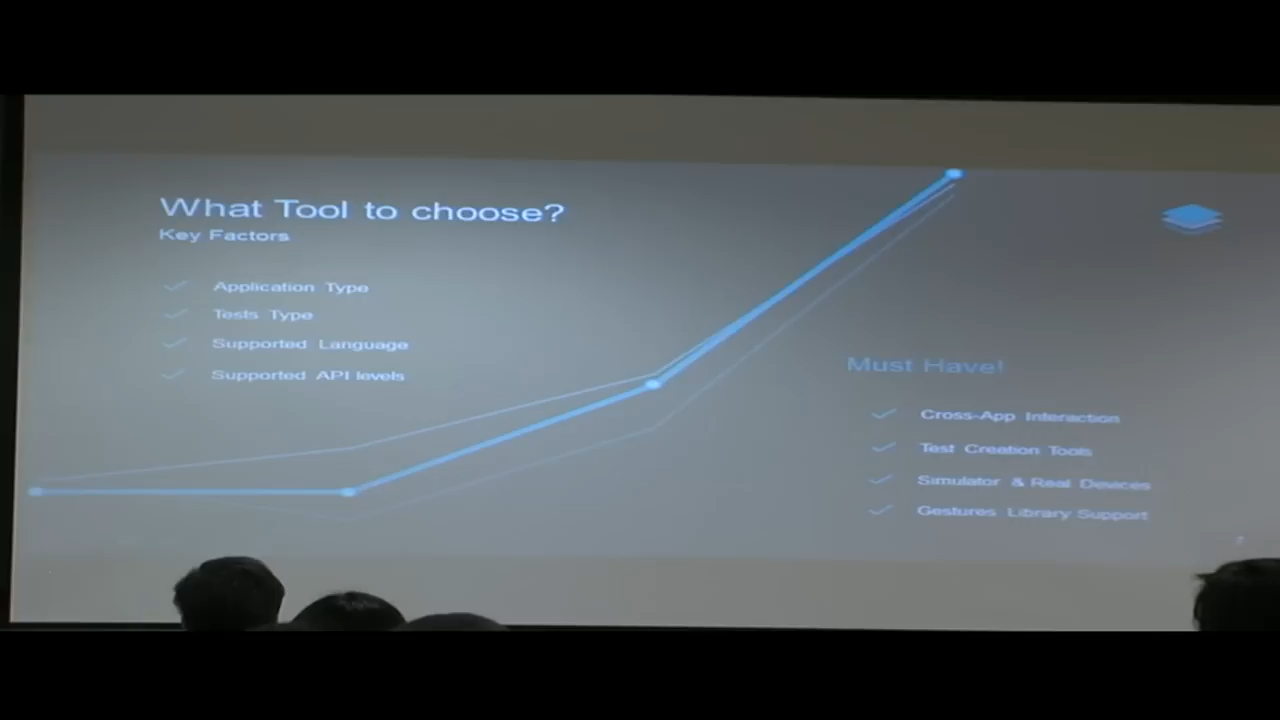 What Tool to choose?
Key Factors
Application Type
Tests Type
Supported Language
Supported API levels
Must Have!
Cross-App Interaction
Test Creation Tools
Simulator & Real Devices
Gestures Library Support